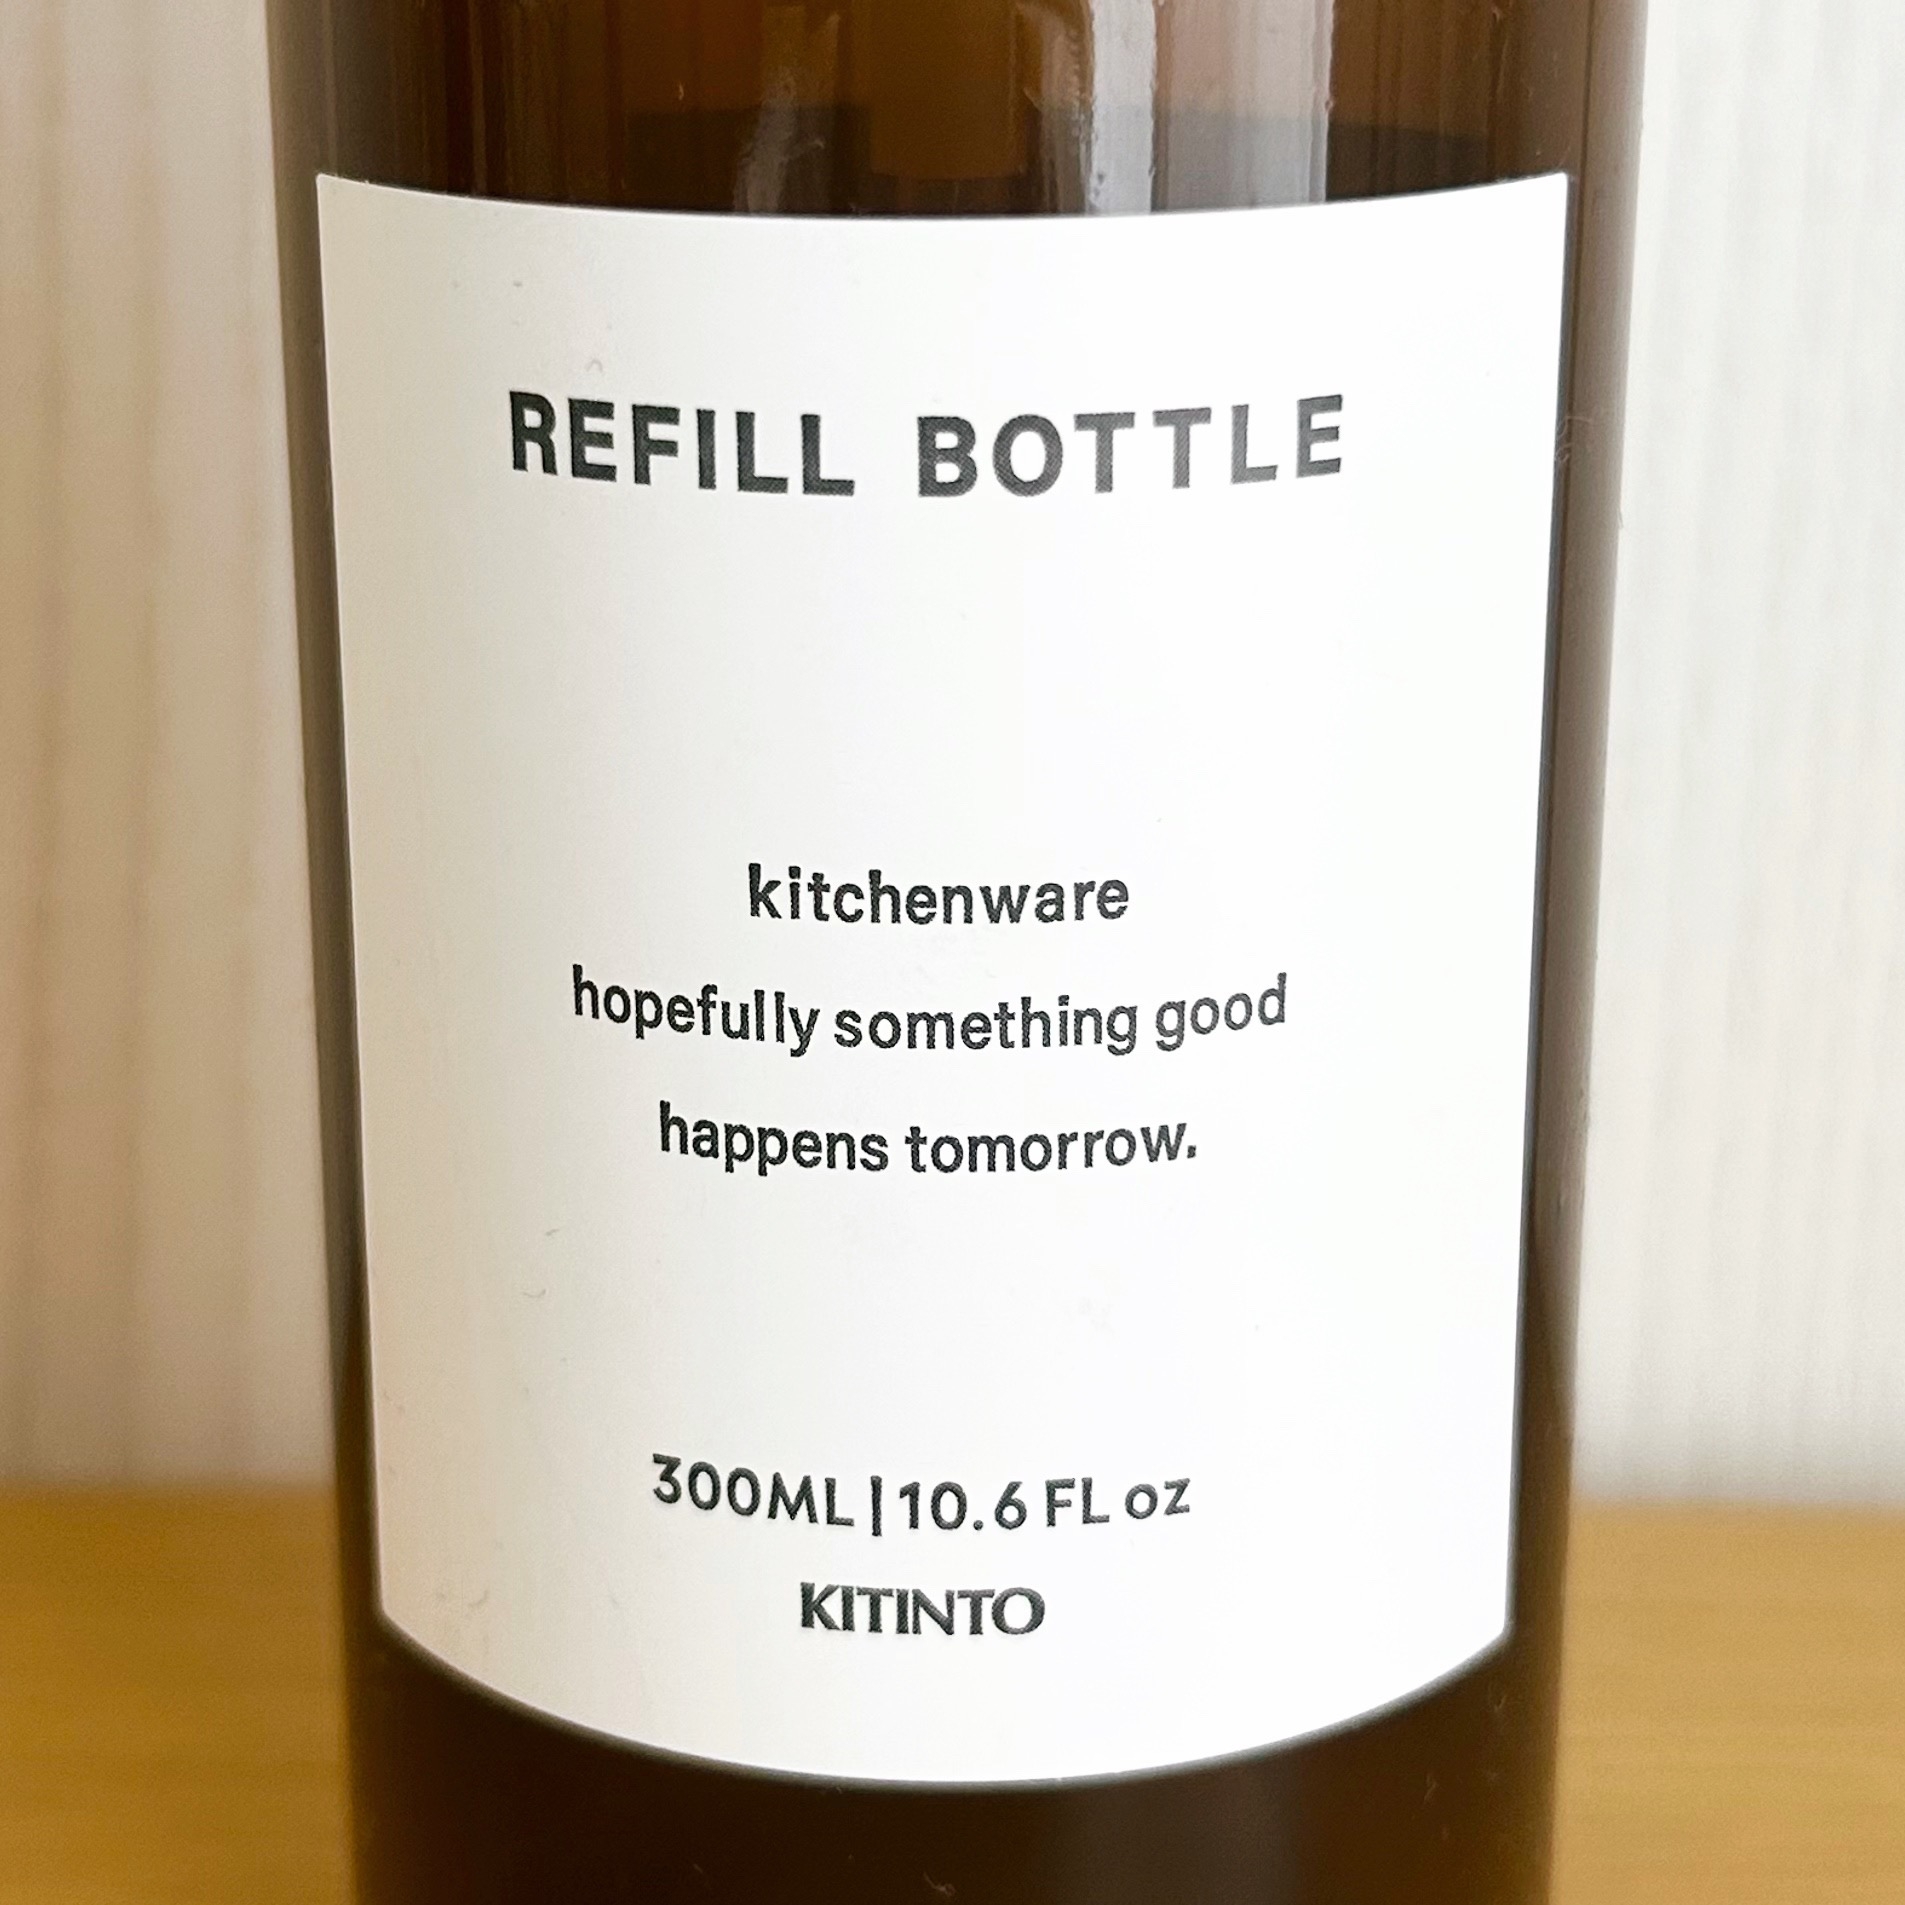 REFILL BOTTLE
kitchenware
hopefully something good
happens tomorrow.
300ML|10.6 FL oz
KITINTO